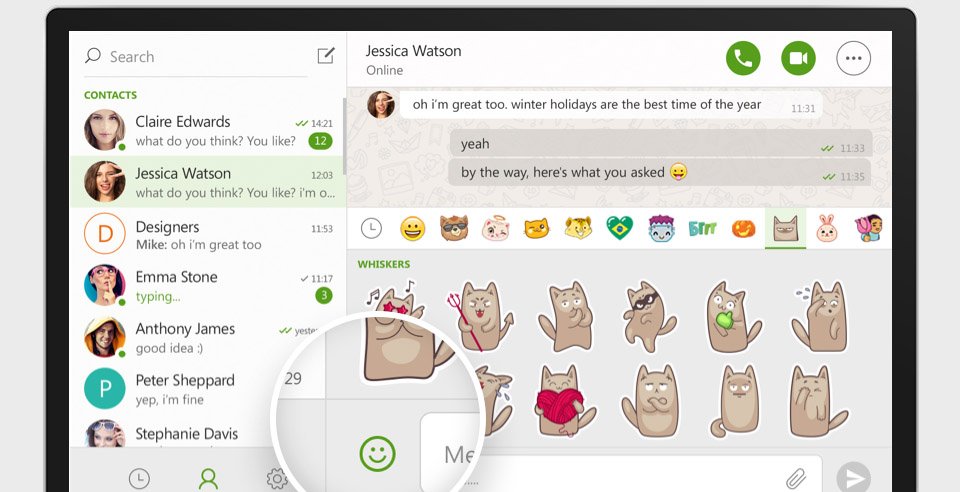 Search
CONTACTS
Claire Edwards
14:21
what do you think? You like?
12
Jessica Watson
12:03
what do you think? You like? i'm o...
D
Designers
11:53
Mike: oh i'm great too
Emma Stone
11:17
typing...
3
Anthony James
good idea :)
P
Peter Sheppard
yep, i'm fine
29
Stephanie Davis
Jessica Watson
Online
oh i'm great too. winter holidays are the best time of the year
11:31
yeah
11:33
by the way, here's what you asked 😀
11:35
Бггг
WHISKERS